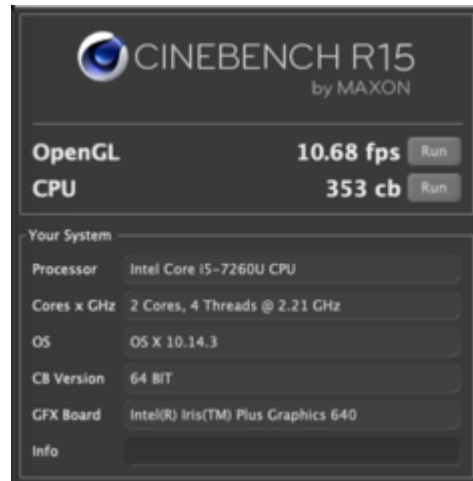 CINEBENCH R15
by MAXON
OpenGL 10.68 fps Run
CPU 353 cb Run
Your System
Processor Intel Core i5-7260U CPU
Cores x GHz 2 Cores, 4 Threads @ 2.21 GHz
OS OS X 10.14.3
CB Version 64 BIT
GFX Board Intel(R) Iris(TM) Plus Graphics 640
Info